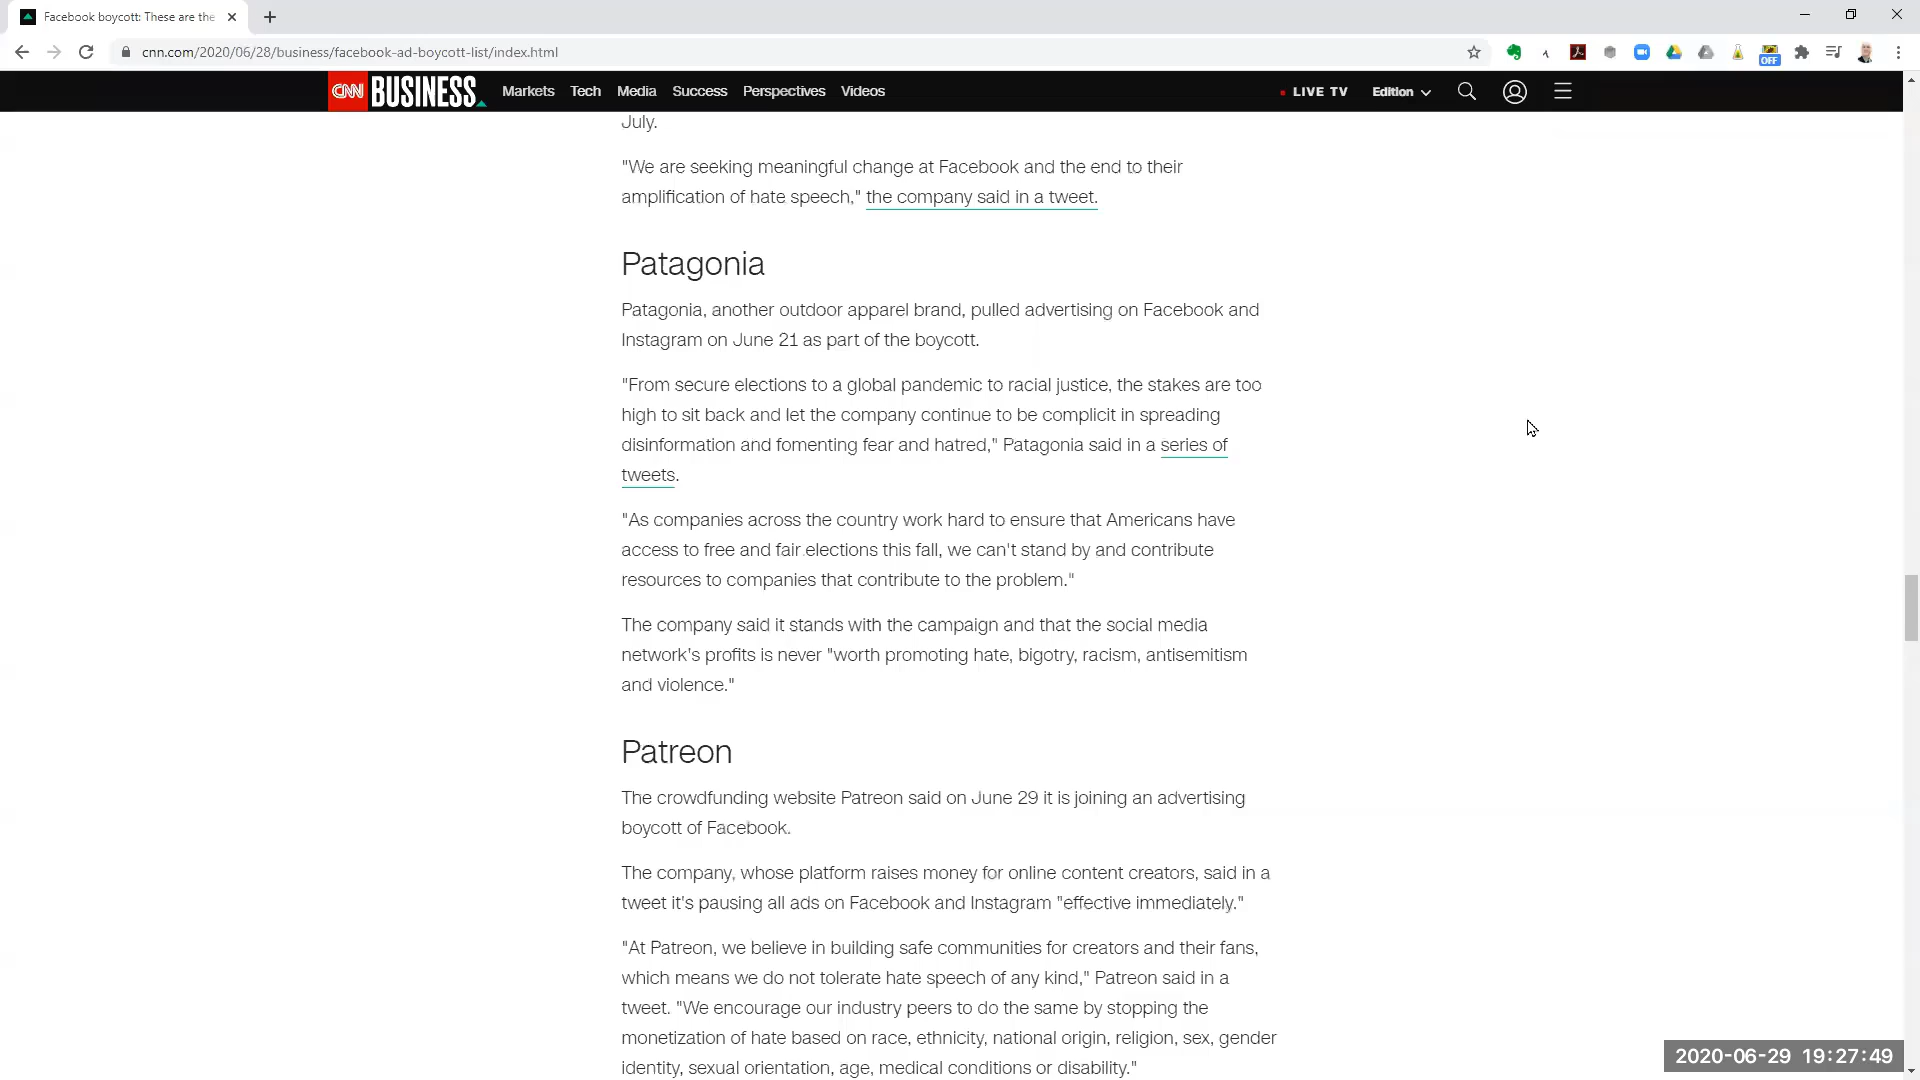 Facebook boycott: These are the
cnn.com/2020/06/28/business/facebook-ad-boycott-list/index.html
OFF
CNN BUSINESS Markets Tech Media Success Perspectives Videos LIVE TV Edition
July.
"We are seeking meaningful change at Facebook and the end to their
amplification of hate speech," the company said in a tweet.
Patagonia
Patagonia, another outdoor apparel brand, pulled advertising on Facebook and
Instagram on June 21 as part of the boycott.
"From secure elections to a global pandemic to racial justice, the stakes are too
high to sit back and let the company continue to be complicit in spreading
disinformation and fomenting fear and hatred," Patagonia said in a series of
tweets.
"As companies across the country work hard to ensure that Americans have
access to free and fair elections this fall, we can't stand by and contribute
resources to companies that contribute to the problem."
The company said it stands with the campaign and that the social media
network's profits is never "worth promoting hate, bigotry, racism, antisemitism
and violence."
Patreon
The crowdfunding website Patreon said on June 29 it is joining an advertising
boycott of Facebook.
The company, whose platform raises money for online content creators, said in a
tweet it's pausing all ads on Facebook and Instagram "effective immediately."
"At Patreon, we believe in building safe communities for creators and their fans,
which means we do not tolerate hate speech of any kind," Patreon said in a
tweet. "We encourage our industry peers to do the same by stopping the
monetization of hate based on race, ethnicity, national origin, religion, sex, gender
identity, sexual orientation, age, medical conditions or disability."
2020-06-29 19:27:49